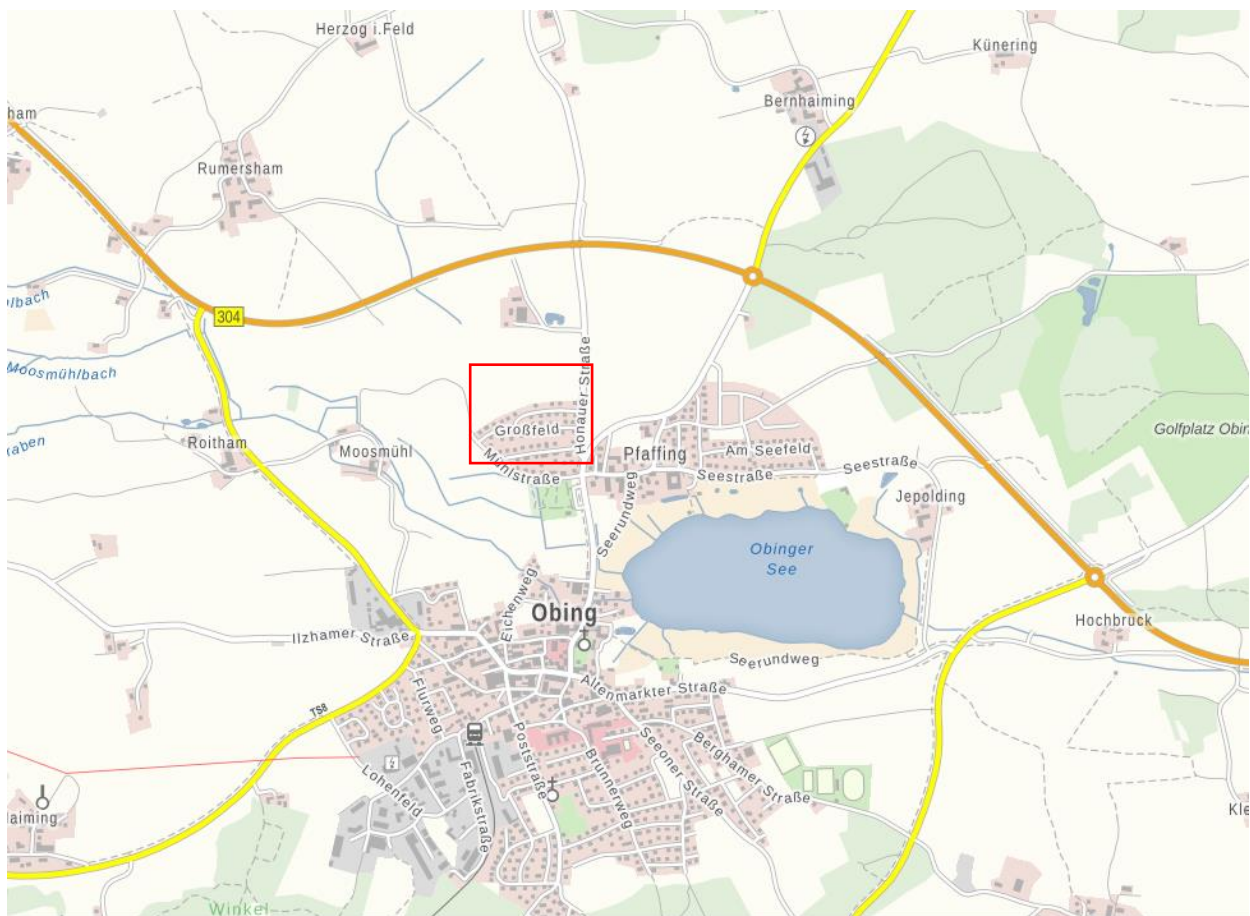 Herzog i.Feld
Künering
Bernhaiming
ham
Rumersham
lbach
304
Moosmühlbach
Honauer Straße
Großfeld
Golfplatz Obin
raben
Roitham
Moosmühl
Pfaffing
Am Seefeld
Mühlstraße
Seestraße
Seestraße
Jepolding
Seerundweg
Obinger
See
Eichenweg
Obing
Hochbruck
Ilzhamer Straße
Seerundweg
Flurweg
Altenmarkter Straße
TS8
Poststraße
Seeoner Straße
Berghamer Straße
Brunnerweg
Lohenfeld
Fabrikstraße
aiming
Kle
Winkel